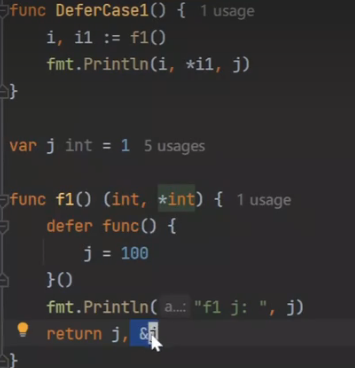 func DeferCase1() { 1 usage
i, i1 := f1()
fmt.Println(i, *i1, j)
}
var j int = 1 5 usages
func f1() (int, *int) { 1 usage
defer func() {
j = 100
}()
fmt.Println( a...: "f1 j: ", j)
return j, &j
}